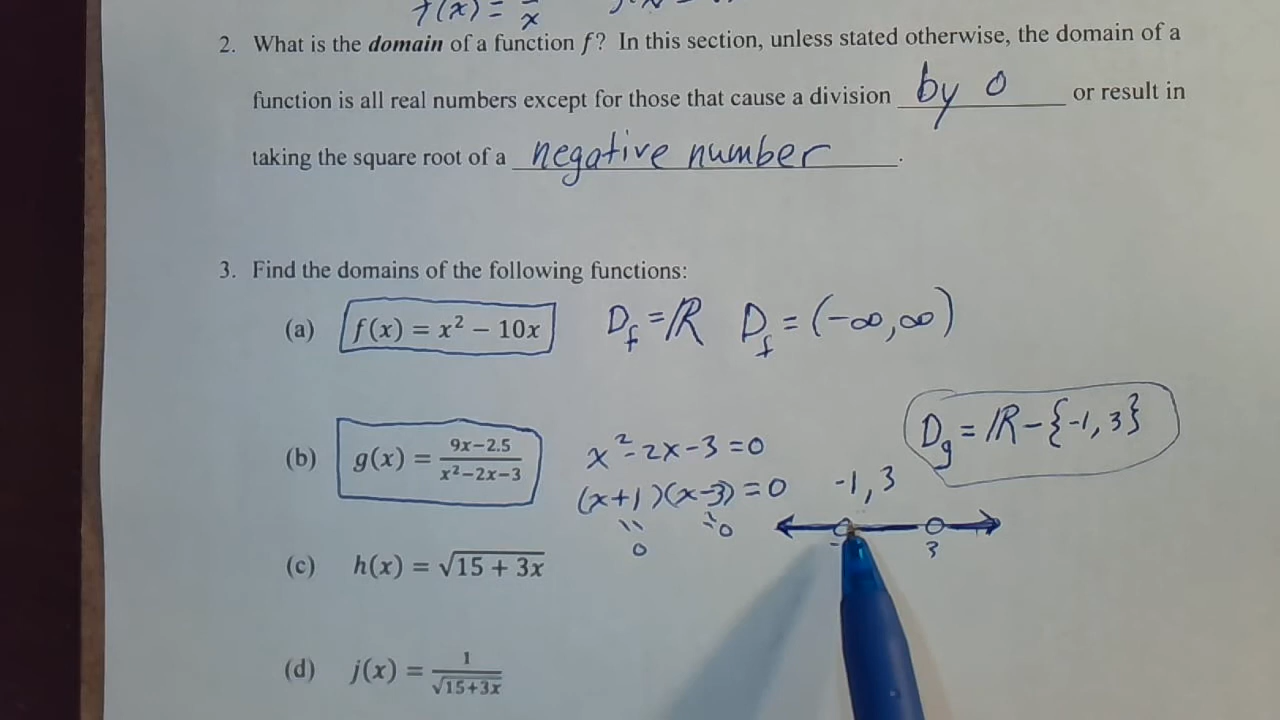 f(x) = — x
2. What is the domain of a function f? In this section, unless stated otherwise, the domain of a
function is all real numbers except for those that cause a division by 0 or result in
taking the square root of a negative number.
3. Find the domains of the following functions:
(a) f(x) = x² − 10x D_f = ℝ D_f = (-∞, ∞)
D_g = ℝ - {-1, 3}
(b) g(x) = (9x−2.5)/(x²−2x−3) x² - 2x - 3 = 0
(x+1)(x-3) = 0 -1, 3
0 0
3
(c) h(x) = √(15 + 3x)
(d) j(x) = 1/√(15+3x)